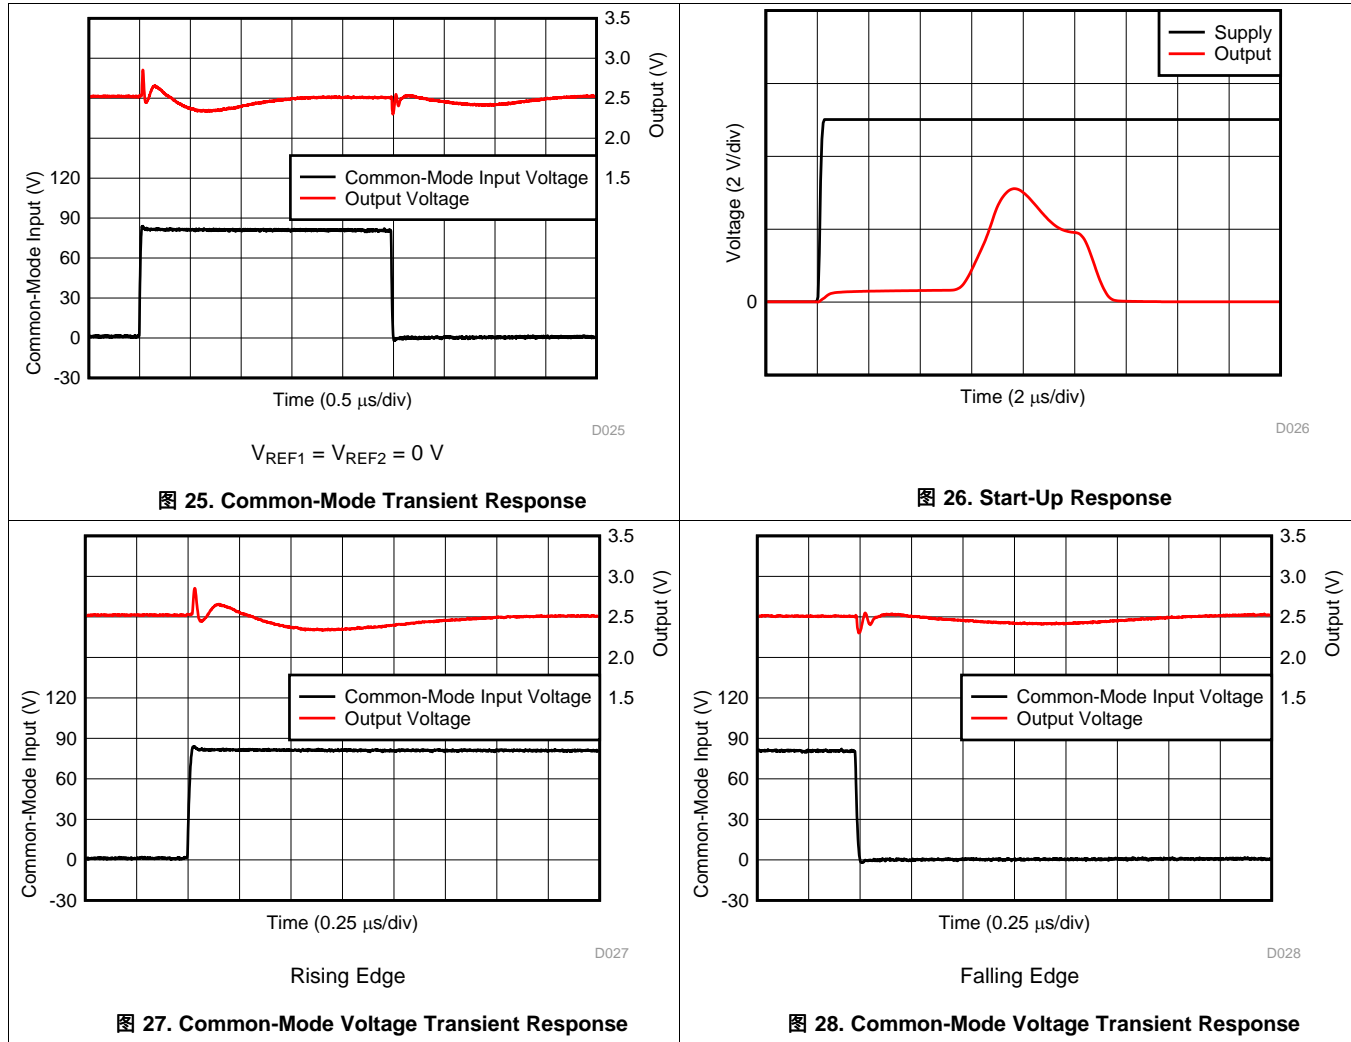 3.5
3.0
2.5
2.0
1.5
Output (V)
120
90
60
30
0
-30
Common-Mode Input (V)
Common-Mode Input Voltage
Output Voltage
Time (0.5 μs/div)
D025
VREF1 = VREF2 = 0 V
图 25. Common-Mode Transient Response
Supply
Output
Voltage (2 V/div)
0
Time (2 μs/div)
D026
图 26. Start-Up Response
3.5
3.0
2.5
2.0
1.5
Output (V)
120
90
60
30
0
-30
Common-Mode Input (V)
Common-Mode Input Voltage
Output Voltage
Time (0.25 μs/div)
D027
Rising Edge
图 27. Common-Mode Voltage Transient Response
3.5
3.0
2.5
2.0
1.5
Output (V)
120
90
60
30
0
-30
Common-Mode Input (V)
Common-Mode Input Voltage
Output Voltage
Time (0.25 μs/div)
D028
Falling Edge
图 28. Common-Mode Voltage Transient Response